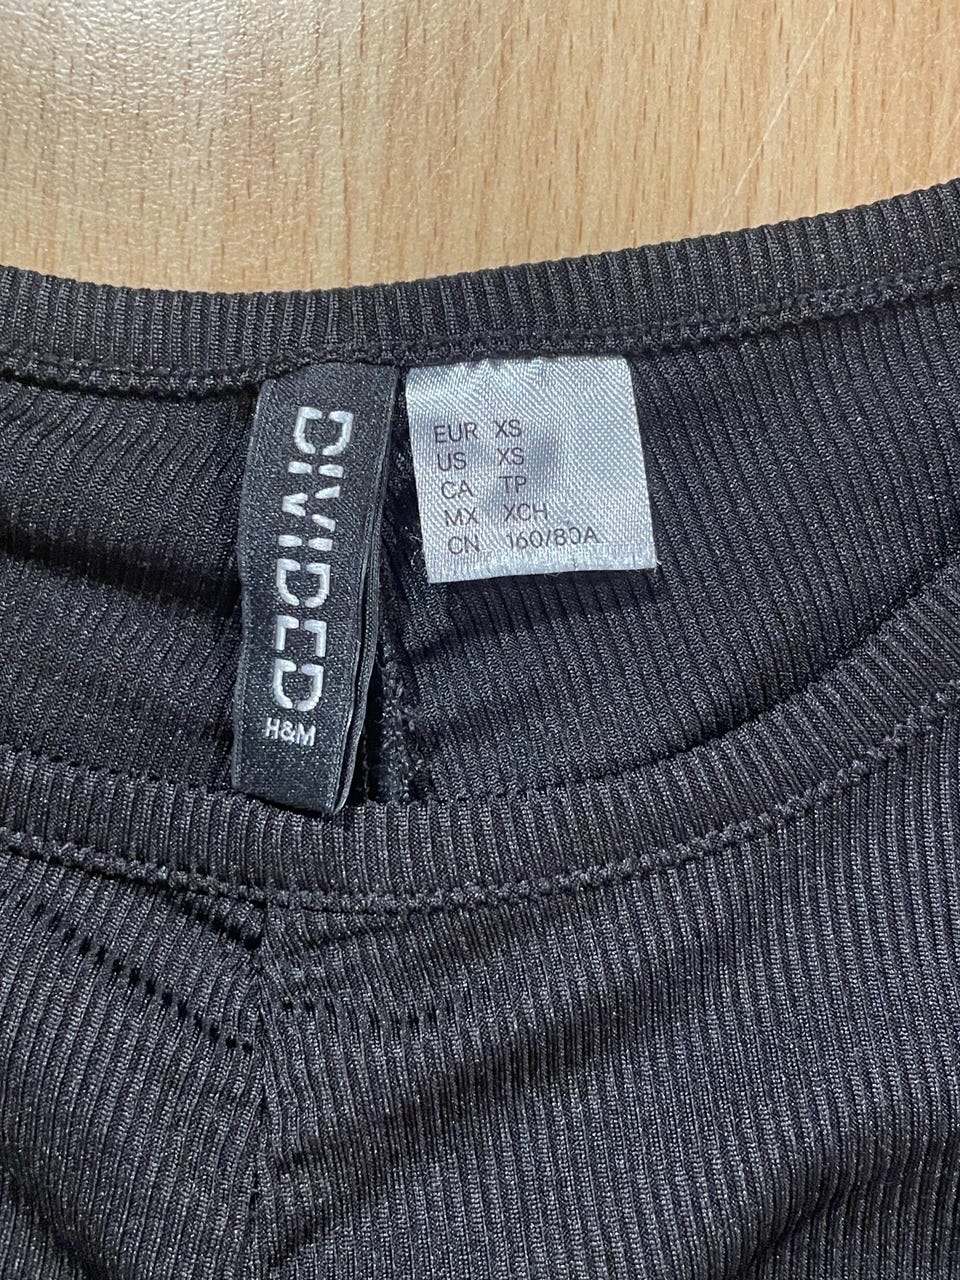 DIVIDED
H&M
EUR XS
US XS
CA TP
MX XCH
CN 160/80A